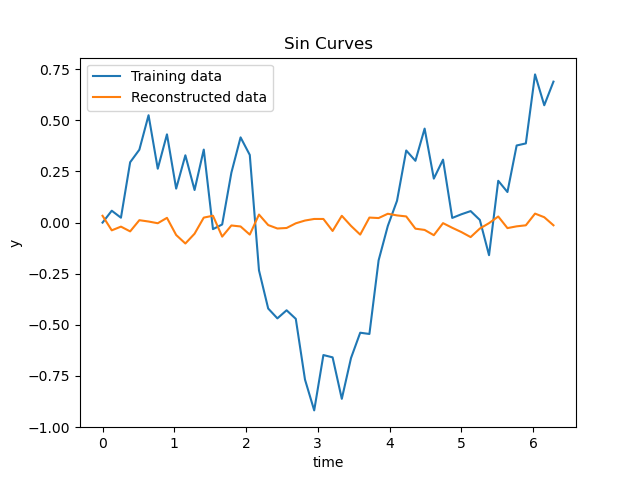 Sin Curves
Training data
Reconstructed data
0.75
0.50
0.25
0.00
−0.25
−0.50
−0.75
−1.00
y
0 1 2 3 4 5 6
time